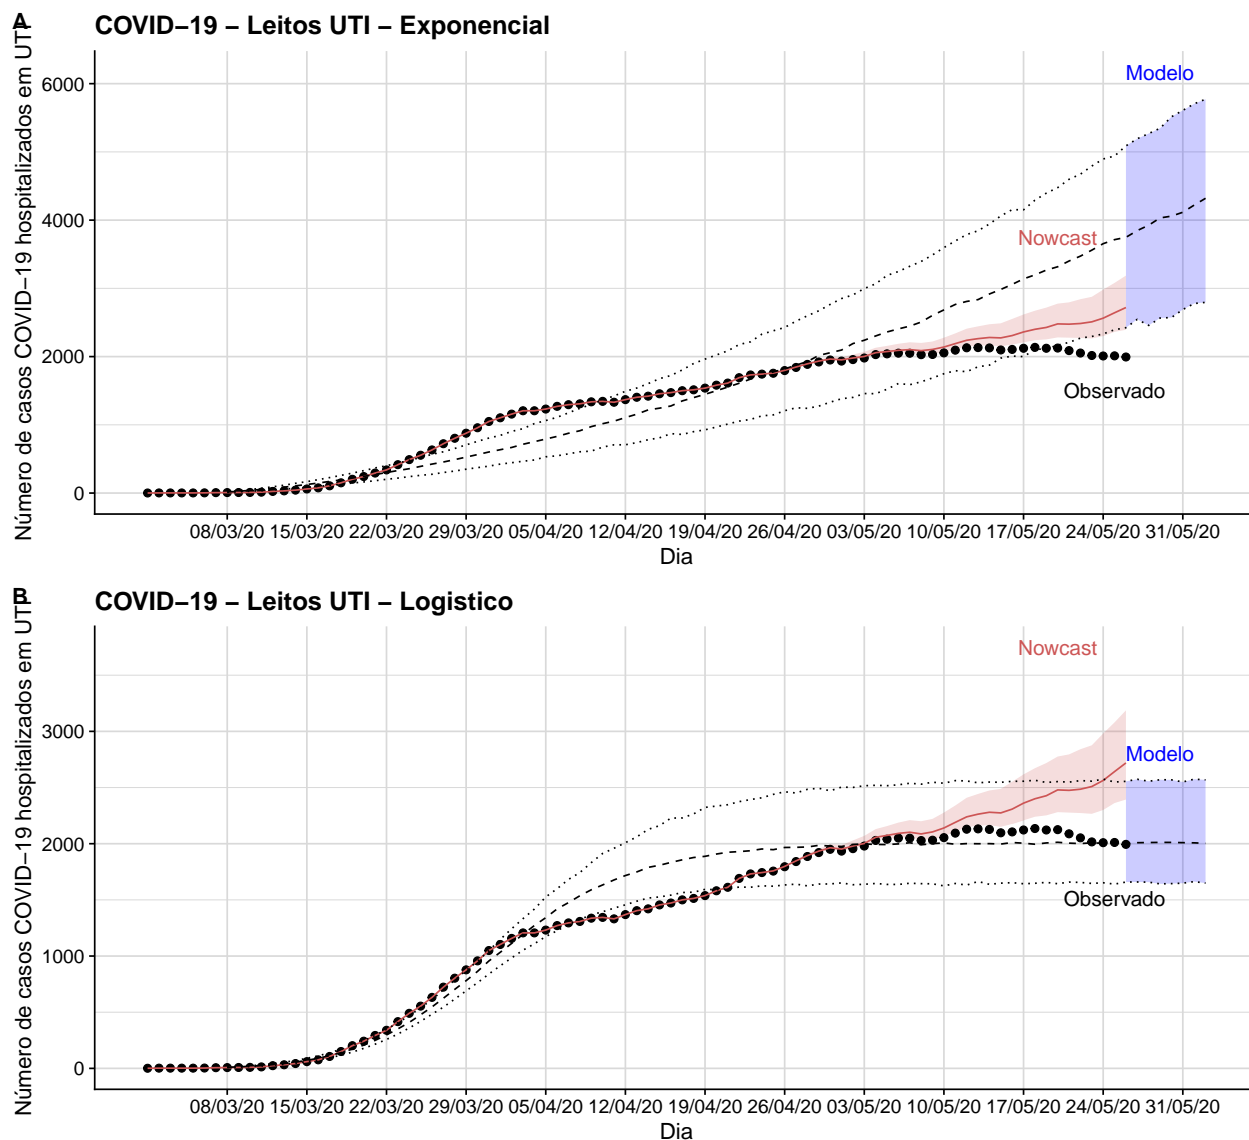 A
COVID−19 − Leitos UTI − Exponencial
Número de casos COVID−19 hospitalizados em UTI
6000
4000
2000
0
Modelo
Nowcast
Observado
08/03/20 15/03/20 22/03/20 29/03/20 05/04/20 12/04/20 19/04/20 26/04/20 03/05/20 10/05/20 17/05/20 24/05/20 31/05/20
Dia
B
COVID−19 − Leitos UTI − Logistico
Número de casos COVID−19 hospitalizados em UTI
3000
2000
1000
0
Nowcast
Modelo
Observado
08/03/20 15/03/20 22/03/20 29/03/20 05/04/20 12/04/20 19/04/20 26/04/20 03/05/20 10/05/20 17/05/20 24/05/20 31/05/20
Dia